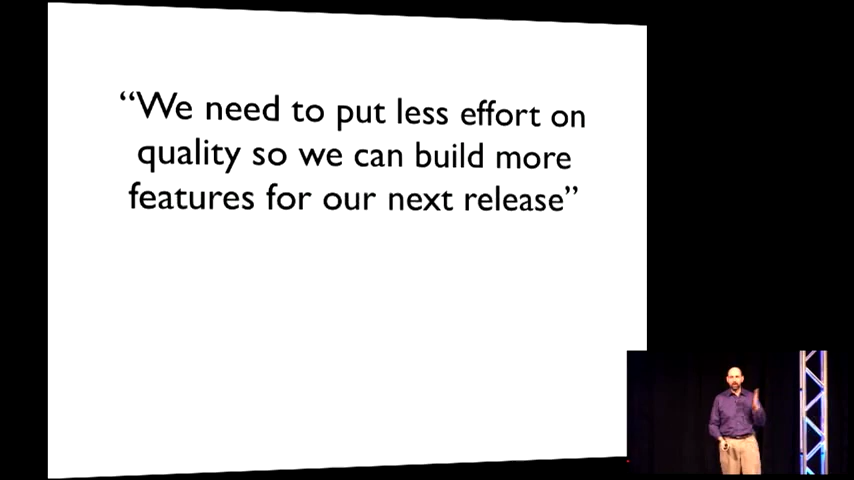 “We need to put less effort on
quality so we can build more
features for our next release”